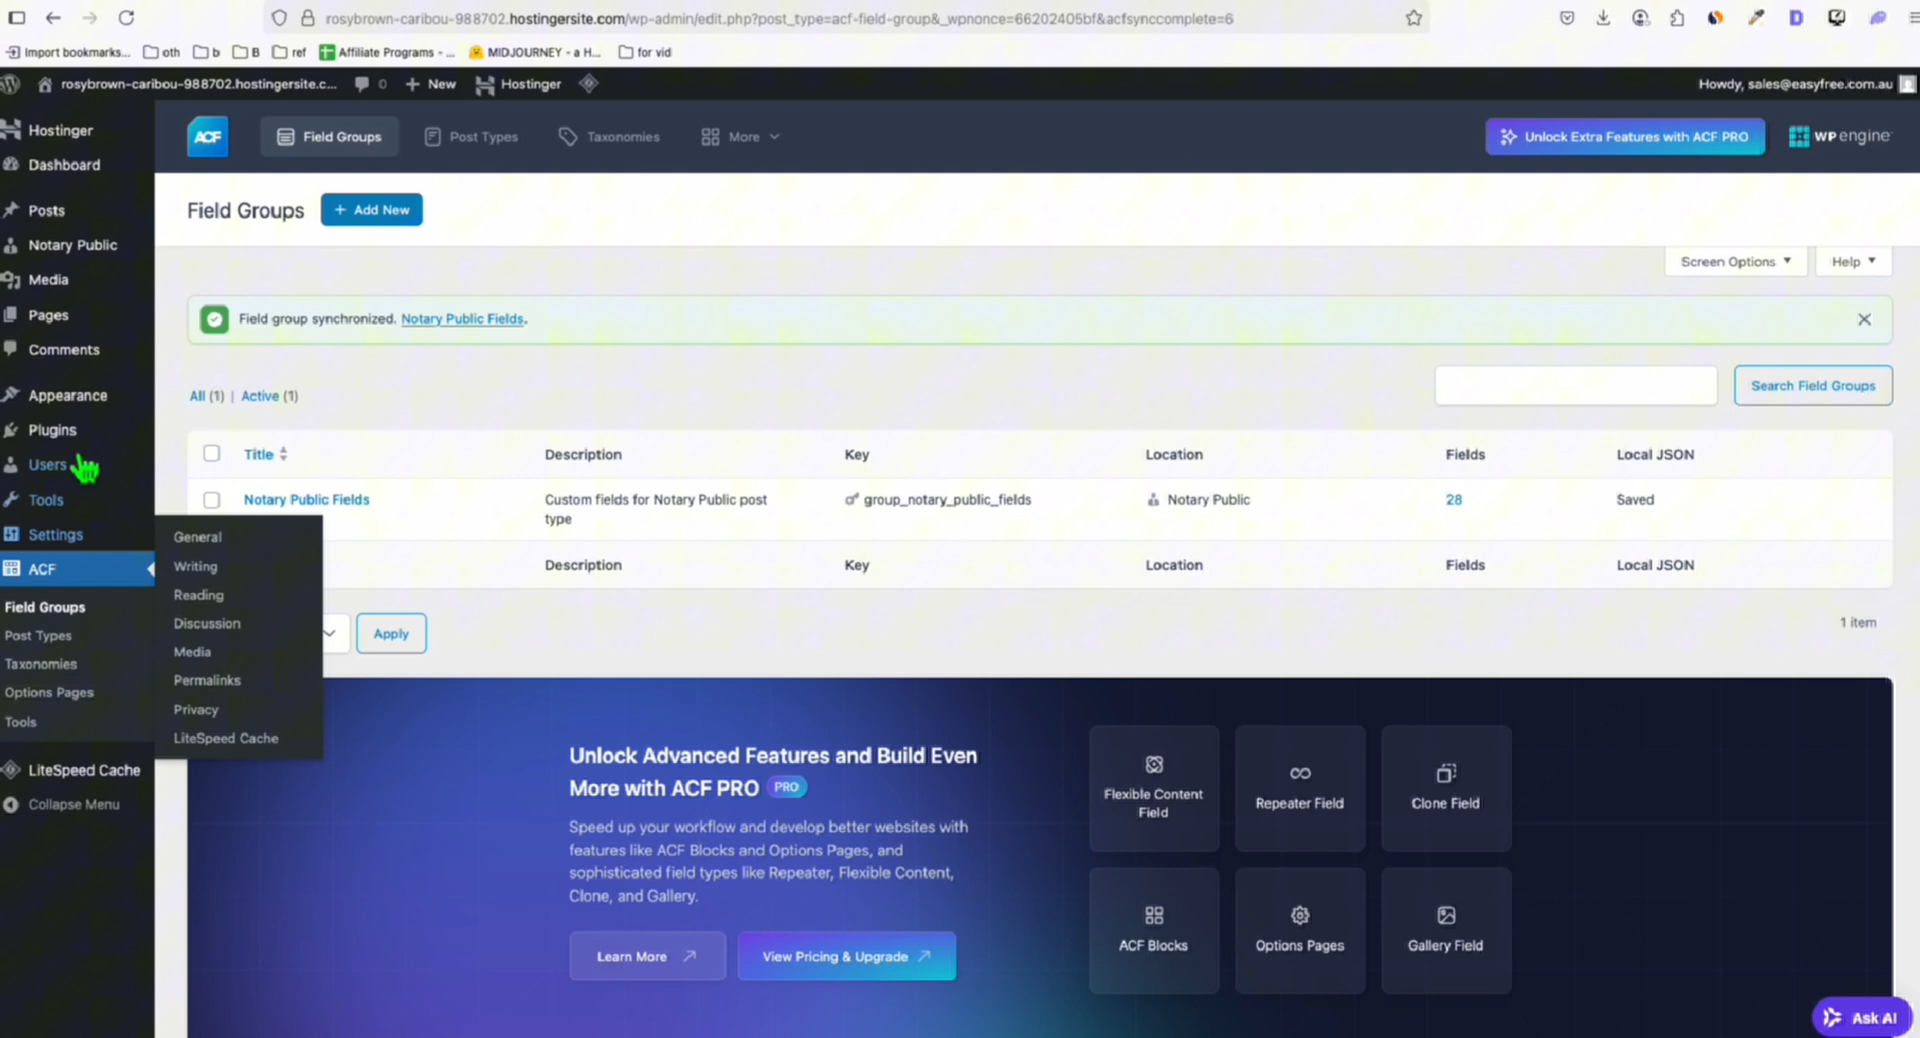 rosybrown-caribou-988702.hostingersite.com/wp-admin/edit.php?post_type=acf-field-group&_wpnonce=66202405bf&acfsynccomplete=6
Import bookmarks... oth b B ref Affiliate Programs - ... MIDJOURNEY - a H... for vid
rosybrown-caribou-988702.hostingersite.c... 0 + New Hostinger Howdy, sales@easyfree.com.au
Hostinger
Dashboard
Posts
Notary Public
Media
Pages
Comments
Appearance
Plugins
Users
Tools
Settings
ACF
Field Groups
Post Types
Taxonomies
Options Pages
Tools
LiteSpeed Cache
Collapse Menu
General
Writing
Reading
Discussion
Media
Permalinks
Privacy
LiteSpeed Cache
ACF Field Groups Post Types Taxonomies More Unlock Extra Features with ACF PRO WP engine
Field Groups + Add New
Screen Options Help
Field group synchronized. Notary Public Fields.
All (1) | Active (1)
Search Field Groups
Title Description Key Location Fields Local JSON
Notary Public Fields Custom fields for Notary Public post type group_notary_public_fields Notary Public 28 Saved
Description Key Location Fields Local JSON
Apply
1 item
Unlock Advanced Features and Build Even
More with ACF PRO PRO
Speed up your workflow and develop better websites with
features like ACF Blocks and Options Pages, and
sophisticated field types like Repeater, Flexible Content,
Clone, and Gallery.
Learn More View Pricing & Upgrade
Flexible Content
Field
Repeater Field
Clone Field
ACF Blocks
Options Pages
Gallery Field
Ask AI